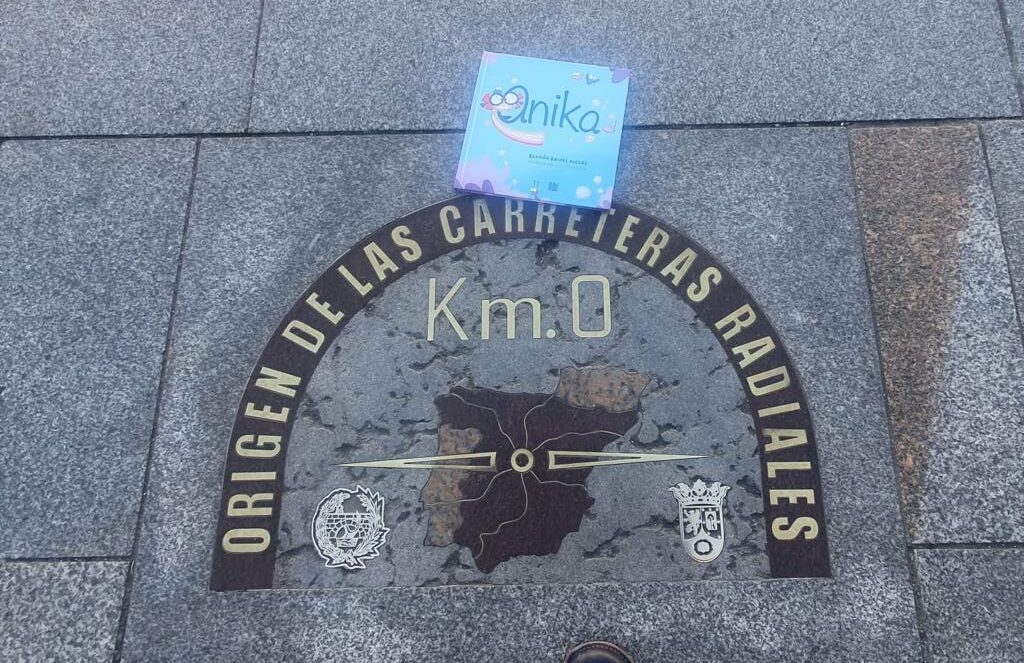 anika
ORIGEN DE LAS CARRETERAS RADIALES
Km.0